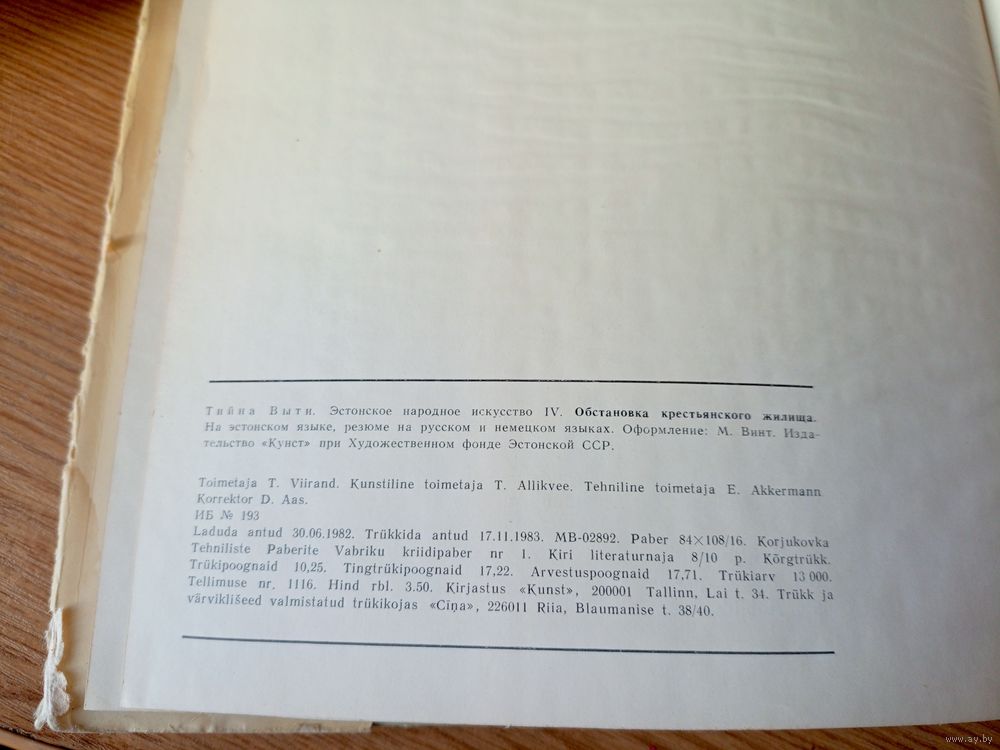 Тийна Выти. Эстонское народное искусство IV. Обстановка крестьянского жилища.
На эстонском языке, резюме на русском и немецком языках. Оформление: М. Винт. Изда-
тельство «Кунст» при Художественном фонде Эстонской ССР.
Toimetaja T. Viirand. Kunstiline toimetaja T. Allikvee. Tehniline toimetaja E. Akkermann.
Korrektor D. Aas.
ИБ № 193
Laduda antud 30.06.1982. Trükkida antud 17.11.1983. MB-02892. Paber 84×108/16. Korjukovka
Tehniliste Paberite Vabriku kriidipaber nr 1. Kiri literaturnaja 8/10 p. Kõrgtrükk.
Trükipoognaid 10,25. Tingtrükipoognaid 17,22. Arvestuspoognaid 17,71. Trükiarv 13 000.
Tellimuse nr. 1116. Hind rbl. 3.50. Kirjastus «Kunst», 200001 Tallinn, Lai t. 34. Trükk ja
värviklišeed valmistatud trükikojas «Cīņa», 226011 Riia, Blaumanise t. 38/40.
www.ay.by